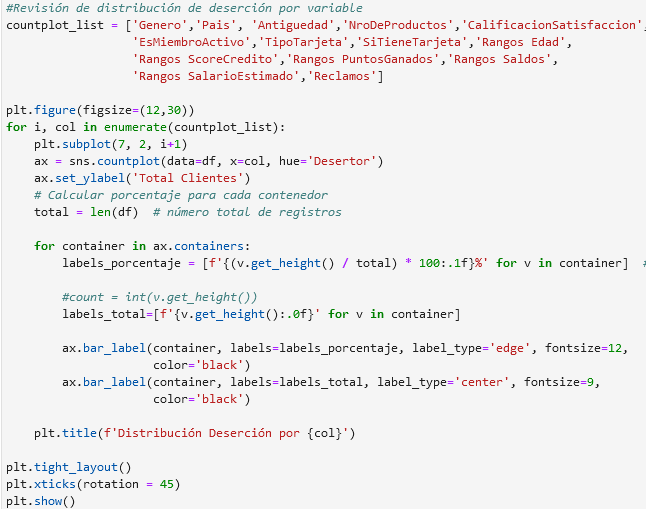 #Revisión de distribución de deserción por variable
countplot_list = ['Genero','Pais', 'Antiguedad','NroDeProductos','CalificacionSatisfaccion',
                  'EsMiembroActivo','TipoTarjeta','SiTieneTarjeta','Rangos Edad',
                  'Rangos ScoreCredito','Rangos PuntosGanados','Rangos Saldos',
                  'Rangos SalarioEstimado','Reclamos']

plt.figure(figsize=(12,30))
for i, col in enumerate(countplot_list):
    plt.subplot(7, 2, i+1)
    ax = sns.countplot(data=df, x=col, hue='Desertor')
    ax.set_ylabel('Total Clientes')
    # Calcular porcentaje para cada contenedor
    total = len(df)  # número total de registros

    for container in ax.containers:
        labels_porcentaje = [f'{(v.get_height() / total) * 100:.1f}%' for v in container]  #

        #count = int(v.get_height())
        labels_total=[f'{v.get_height():.0f}' for v in container]

        ax.bar_label(container, labels=labels_porcentaje, label_type='edge', fontsize=12,
                     color='black')
        ax.bar_label(container, labels=labels_total, label_type='center', fontsize=9,
                     color='black')

    plt.title(f'Distribución Deserción por {col}')

plt.tight_layout()
plt.xticks(rotation = 45)
plt.show()